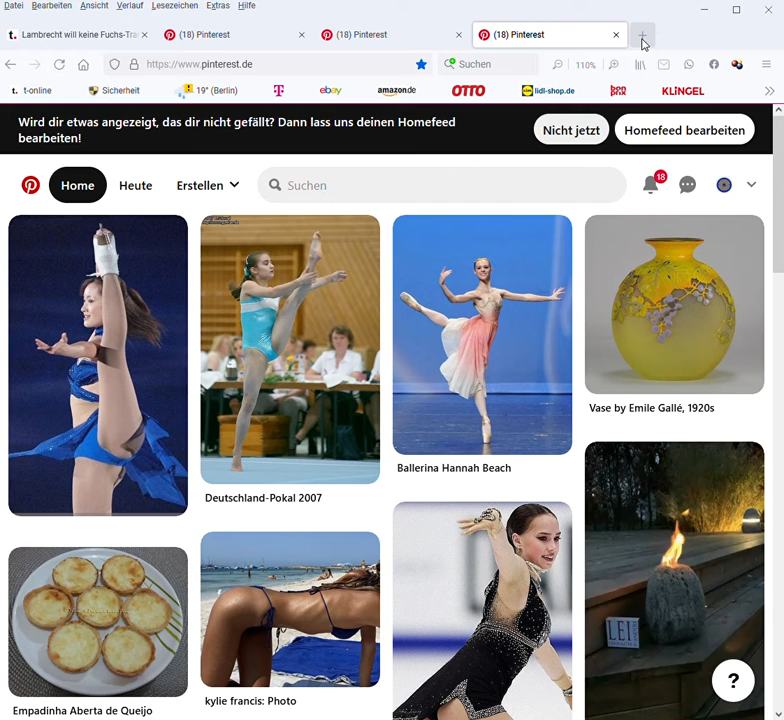 Datei Bearbeiten Ansicht Verlauf Lesezeichen Extras Hilfe
t. Lambrecht will keine Fuchs-Tra
(18) Pinterest
(18) Pinterest
(18) Pinterest
https://www.pinterest.de
Suchen
110%
t. t-online
Sicherheit
19° (Berlin)
T
ebay
amazon.de
OTTO
lidl-shop.de
bon prix
KLiNGEL
Wird dir etwas angezeigt, das dir nicht gefällt? Dann lass uns deinen Homefeed
bearbeiten!
Nicht jetzt
Homefeed bearbeiten
Home
Heute
Erstellen
Suchen
18
Vase by Emile Gallé, 1920s
Ballerina Hannah Beach
Deutschland-Pokal 2007
LEI
kylie francis: Photo
Empadinha Aberta de Queijo
?